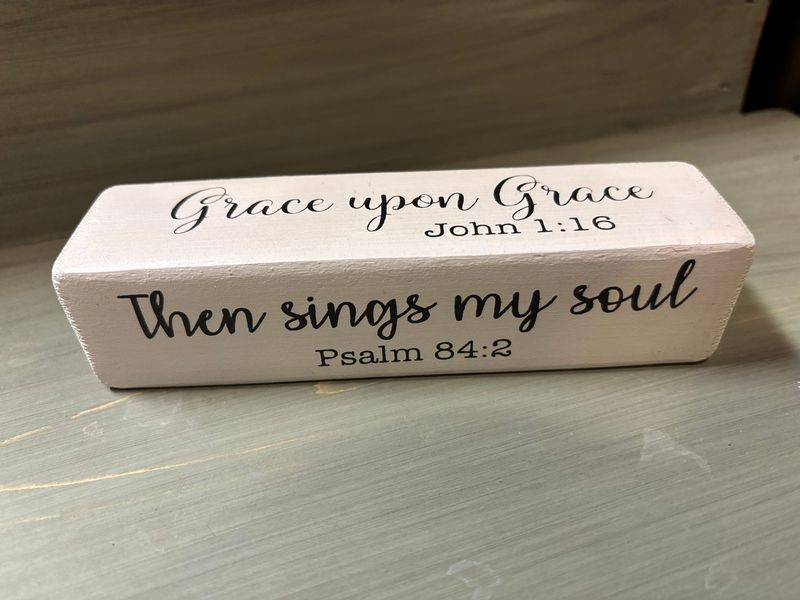 Grace upon Grace
John 1:16
Then sings my soul
Psalm 84:2